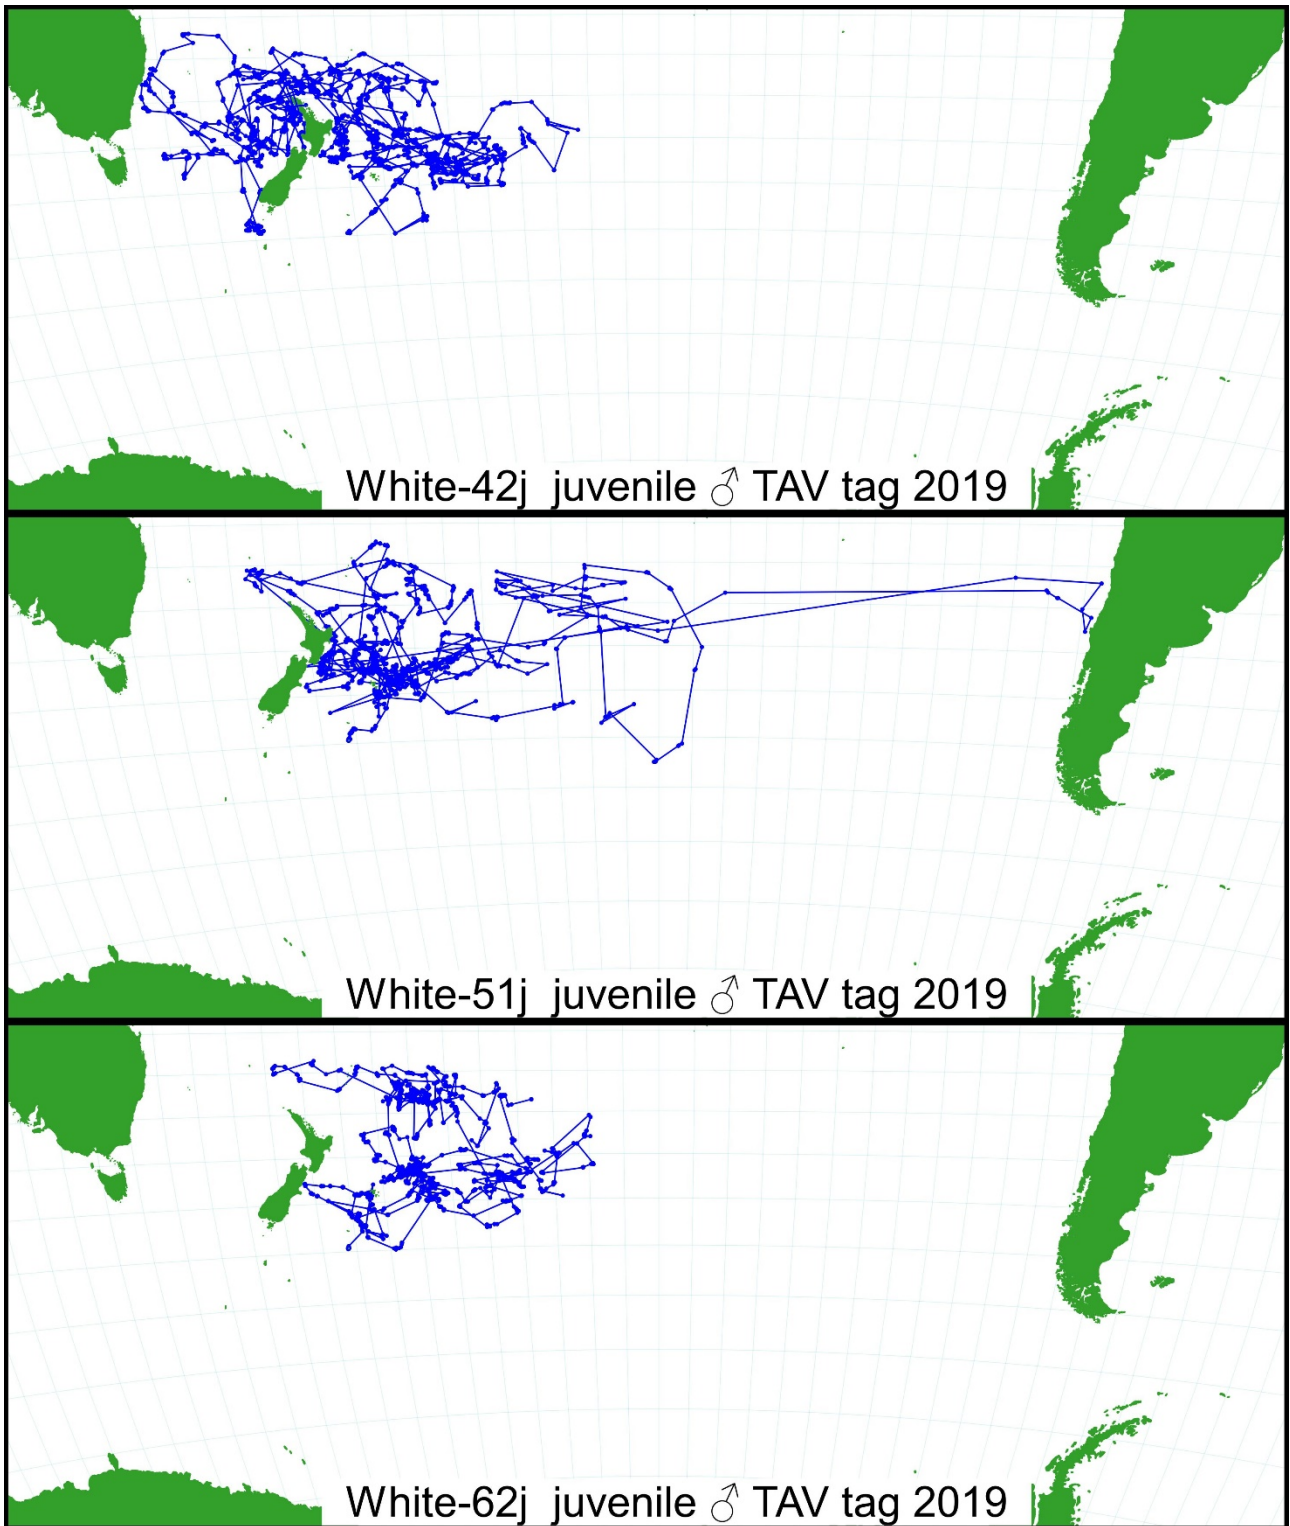 White-42j juvenile ♂ TAV tag 2019
White-51j juvenile ♂ TAV tag 2019
White-62j juvenile ♂ TAV tag 2019